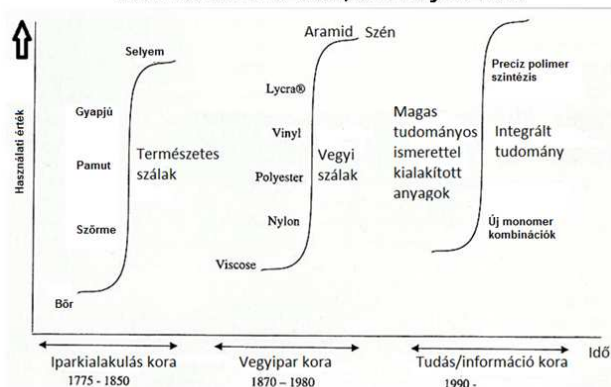 Használati érték
Selyem
Gyapjú
Pamut
Szőrme
Bőr
Természetes
szálak
Aramid Szén
Lycra®
Vinyl
Polyester
Nylon
Viscose
Vegyi
szálak
Magas
tudományos
ismerettel
kialakított
anyagok
Precíz polimer
szintézis
Integrált
tudomány
Új monomer
kombinációk
Idő
Iparkialakulás kora
1775 - 1850
Vegyipar kora
1870 – 1980
Tudás/információ kora
1990 -